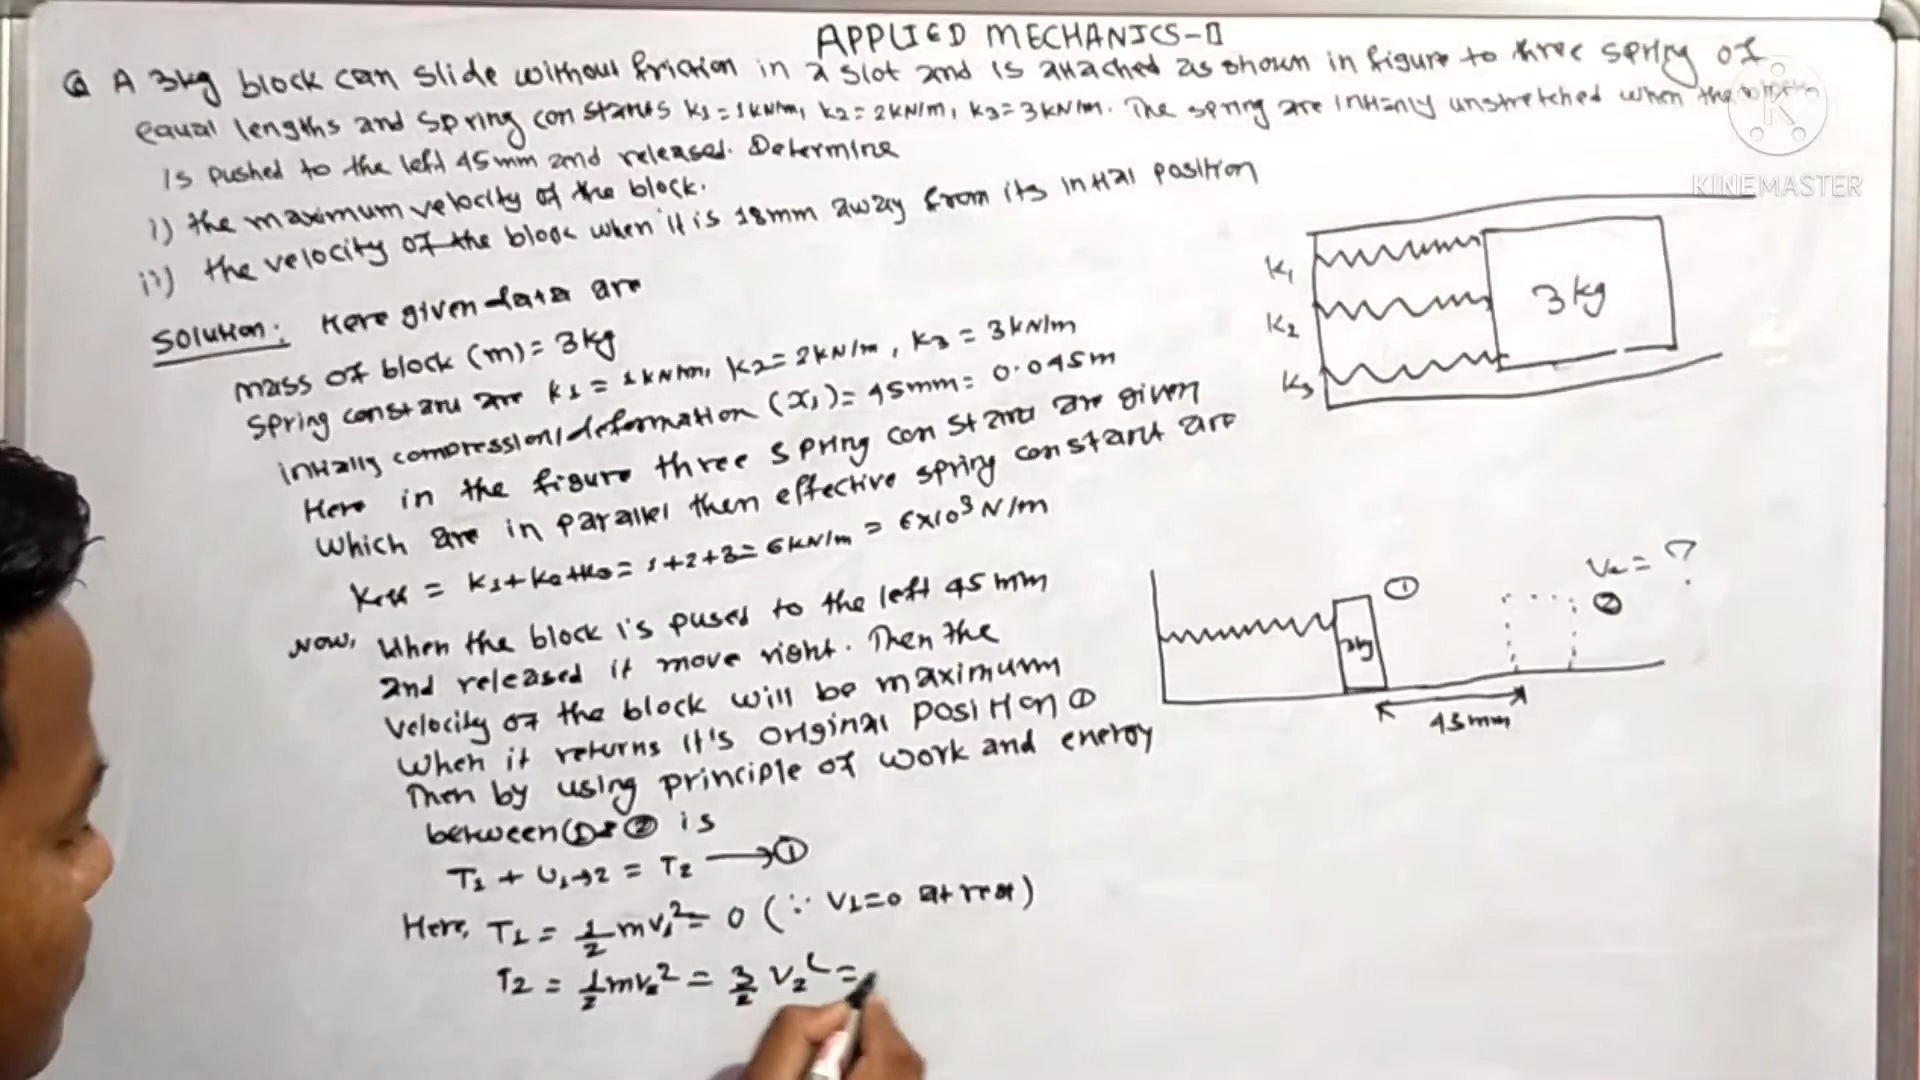 APPLIED MECHANICS-II
Q A 3kg block can slide without friction in a slot and is attached as shown in figure to three spring of
equal lengths and spring constants K1=1kN/m, K2=2kN/m, K3=3kN/m. The spring are initially unstretched when the block
is pushed to the left 45mm and released. Determine
i) the maximum velocity of the block.
ii) the velocity of the block when it is 18mm away from its initial position
Solution: Here given data are
mass of block (m)= 3kg
spring constant are K1 = 1kN/m, K2= 2kN/m, K3 = 3kN/m
initially compression/deformation (x1)= 45mm= 0.045m
Here in the figure three spring constant are given
which are in parallel then effective spring constant are
Keff = K1+K2+K3= 1+2+3= 6kN/m = 6x10³N/m
Now, When the block is pused to the left 45mm
and released it move right. Then the
velocity of the block will be maximum
when it returns it's original position ①
Then by using principle of work and energy
between ① & ② is
T1 + U1→2 = T2 → ①
Here, T1 = 1/2 mv1² = 0 (∵ v1=0 at rest)
T2 = 1/2 mv2² = 3/2 v2² =
K1
K2
K3
3kg
3kg
①
②
V2 = ?
45mm
K
KINEMASTER